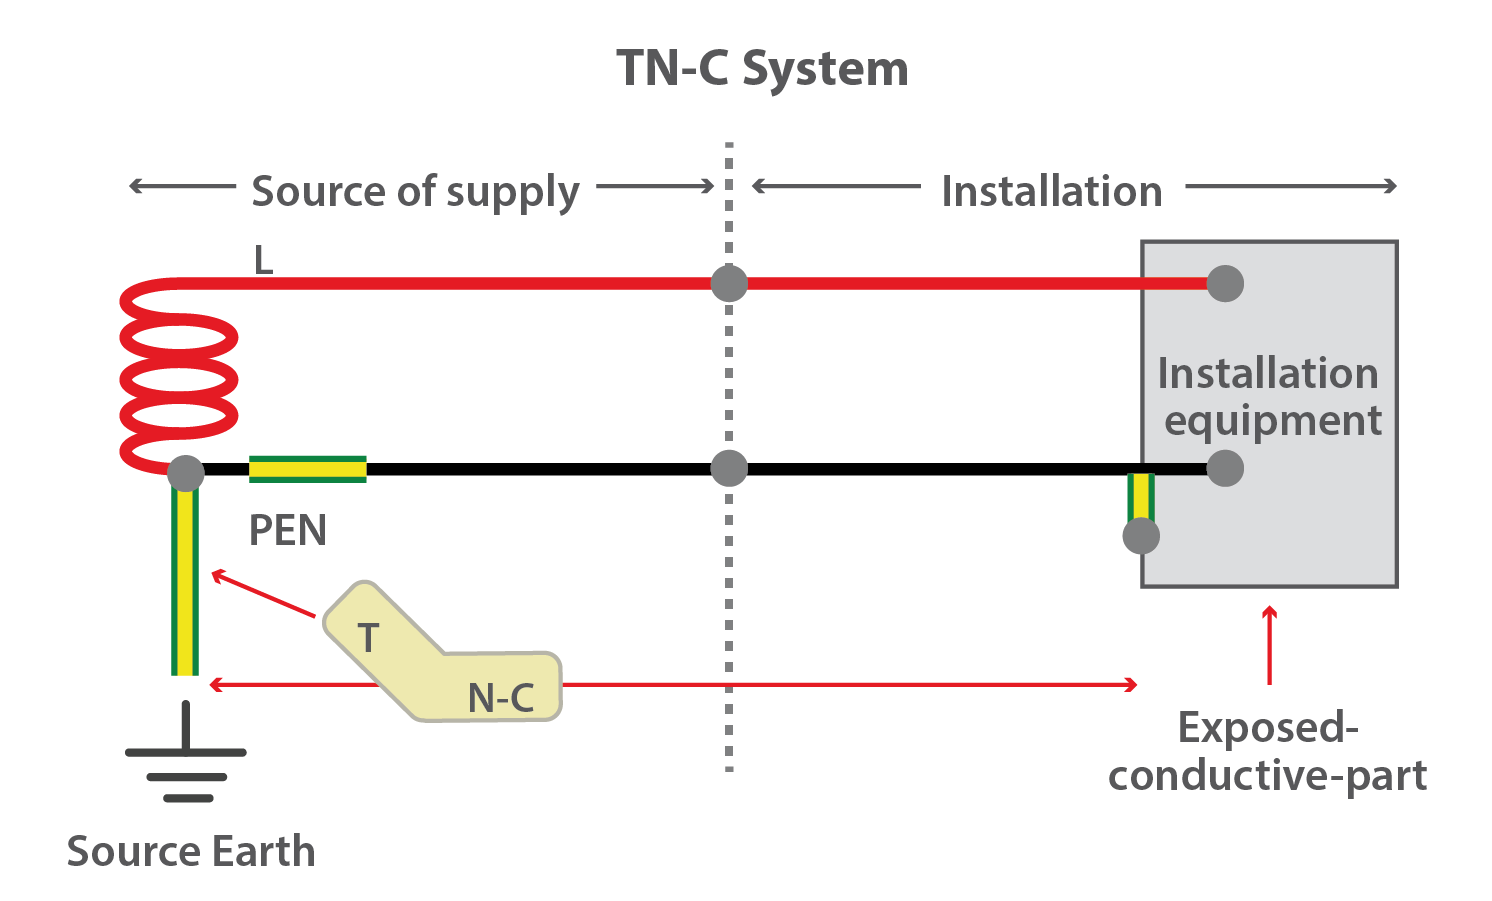 TN-C System
Source of supply
Installation
L
Installation
equipment
PEN
T
N-C
Exposed-
conductive-part
Source Earth